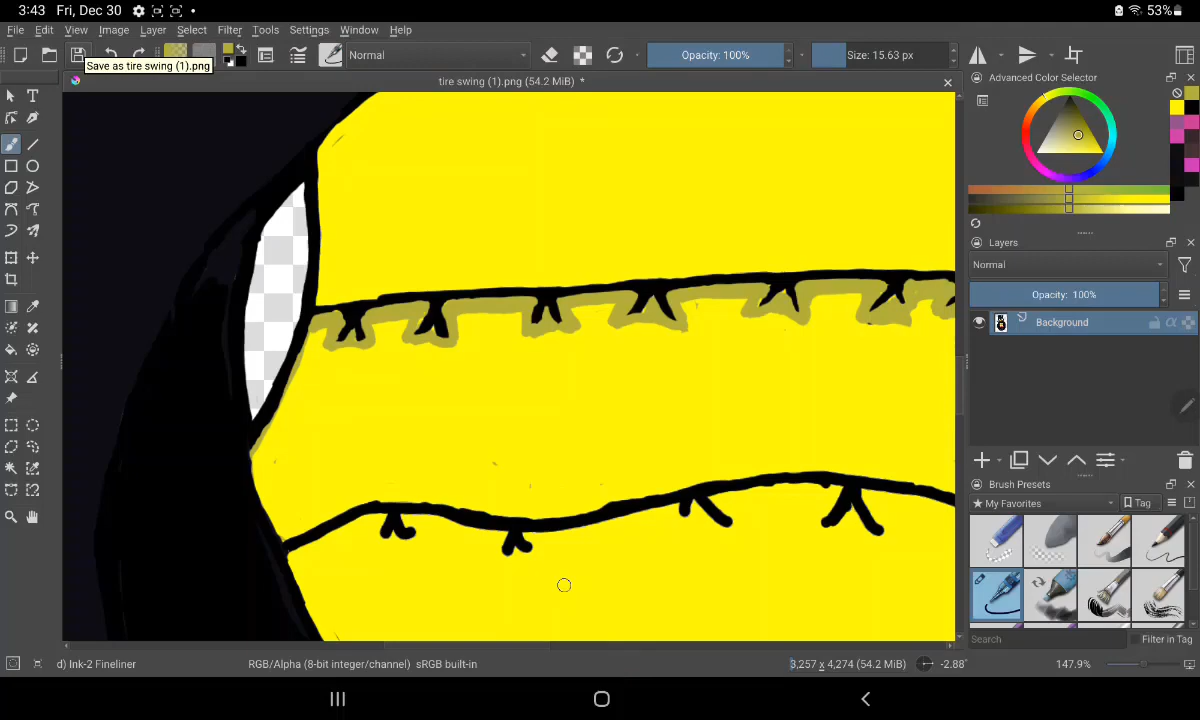 3:43 Fri, Dec 30
53%
File Edit View Image Layer Select Filter Tools Settings Window Help
Normal
Opacity: 100%
Size: 15.63 px
Save as tire swing (1).png
tire swing (1).png (54.2 MiB) *
Advanced Color Selector
Layers
Normal
Opacity: 100%
Background
Brush Presets
★ My Favorites
Tag
Search
Filter in Tag
d) Ink-2 Fineliner
RGB/Alpha (8-bit integer/channel) sRGB built-in
3,257 x 4,274 (54.2 MiB)
-2.88°
147.9%